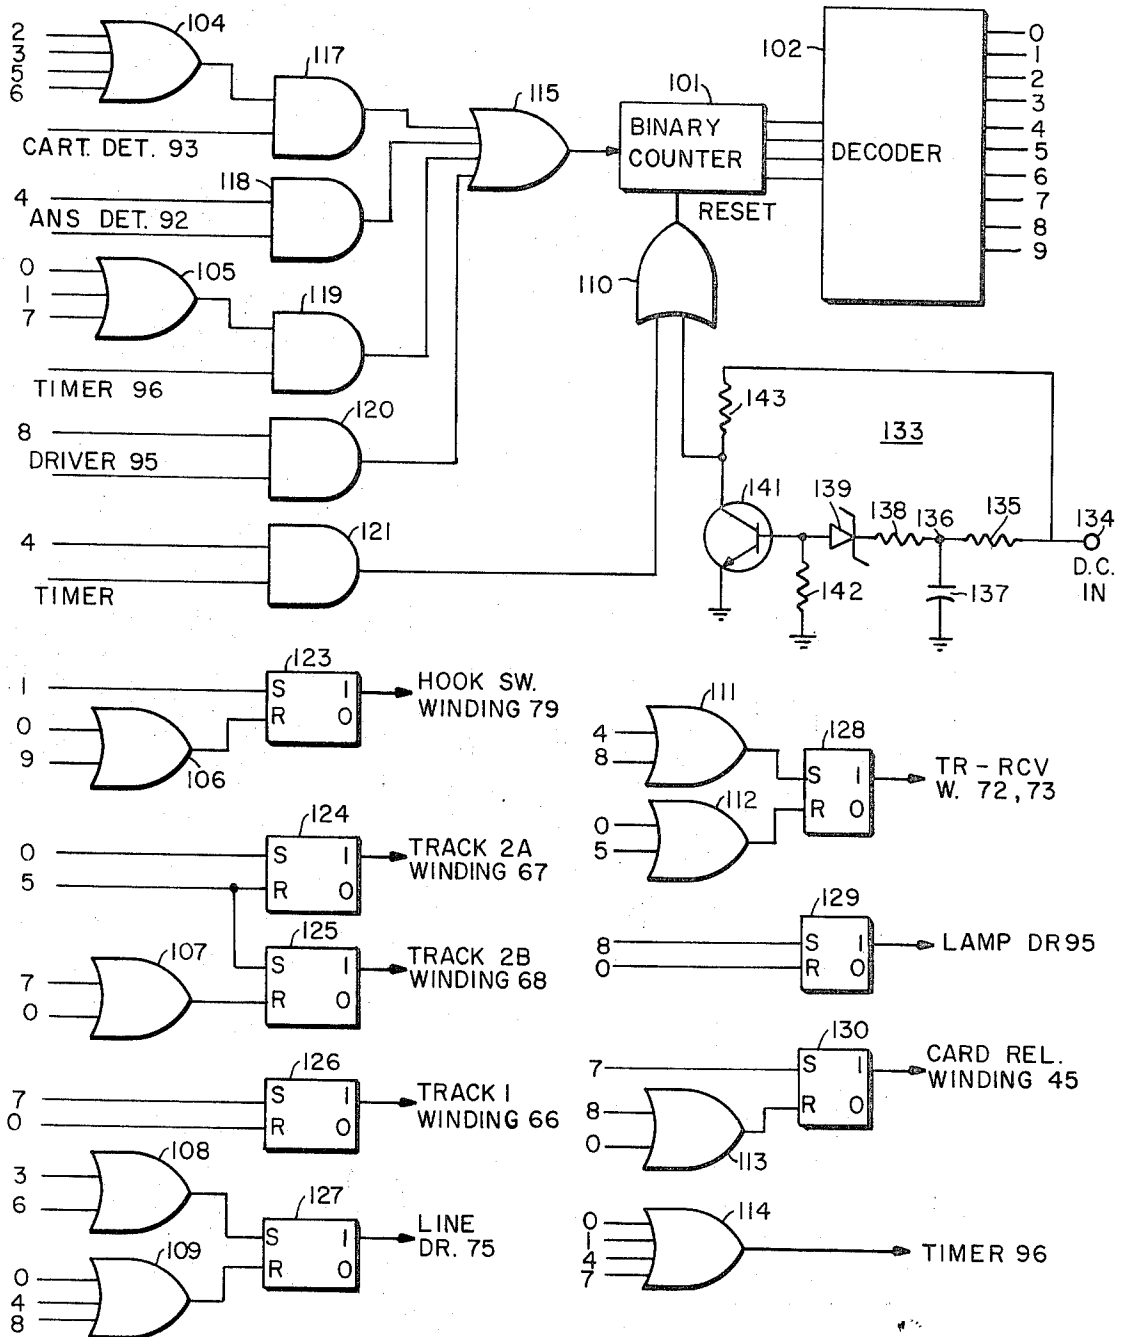 2
3
5
6
104
117
CART. DET. 93
115
101
BINARY
COUNTER
RESET
102
DECODER
0
1
2
3
4
5
6
7
8
9
118
4
ANS DET. 92
0
1
7
105
119
TIMER 96
110
120
8
DRIVER 95
121
4
TIMER
143
133
141
139
138
136
135
134
D.C.
IN
142
137
123
1
S 1
R 0
HOOK SW.
WINDING 79
0
9
106
124
0
5
S 1
R 0
TRACK 2A
WINDING 67
125
S 1
R 0
TRACK 2B
WINDING 68
107
7
0
126
7
0
S 1
R 0
TRACK 1
WINDING 66
108
3
6
127
S 1
R 0
LINE
DR. 75
109
0
4
8
111
4
8
128
S 1
R 0
TR-RCV
W. 72, 73
112
0
5
129
8
0
S 1
R 0
LAMP DR 95
130
7
S 1
R 0
CARD REL.
WINDING 45
8
0
113
114
0
1
4
7
TIMER 96